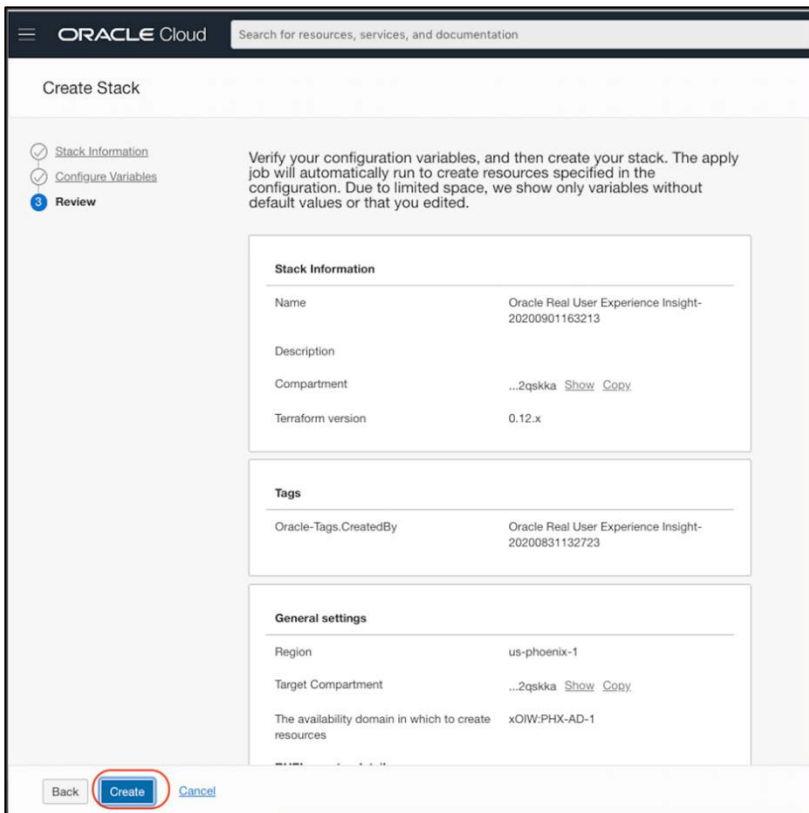 ORACLE Cloud
Search for resources, services, and documentation
Create Stack
Stack Information
Configure Variables
3 Review
Verify your configuration variables, and then create your stack. The apply
job will automatically run to create resources specified in the
configuration. Due to limited space, we show only variables without
default values or that you edited.
Stack Information
Name Oracle Real User Experience Insight-
20200901163213
Description
Compartment ...2qskka Show Copy
Terraform version 0.12.x
Tags
Oracle-Tags.CreatedBy Oracle Real User Experience Insight-
20200831132723
General settings
Region us-phoenix-1
Target Compartment ...2qskka Show Copy
The availability domain in which to create xOIW:PHX-AD-1
resources
Back Create Cancel